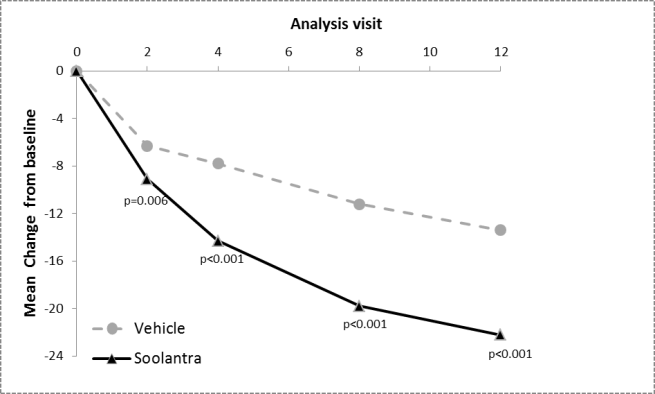 Analysis visit
0 2 4 6 8 10 12
0
-4
-8
-12
-16
-20
-24
Mean Change from baseline
p=0.006
p<0.001
p<0.001
p<0.001
Vehicle
Soolantra